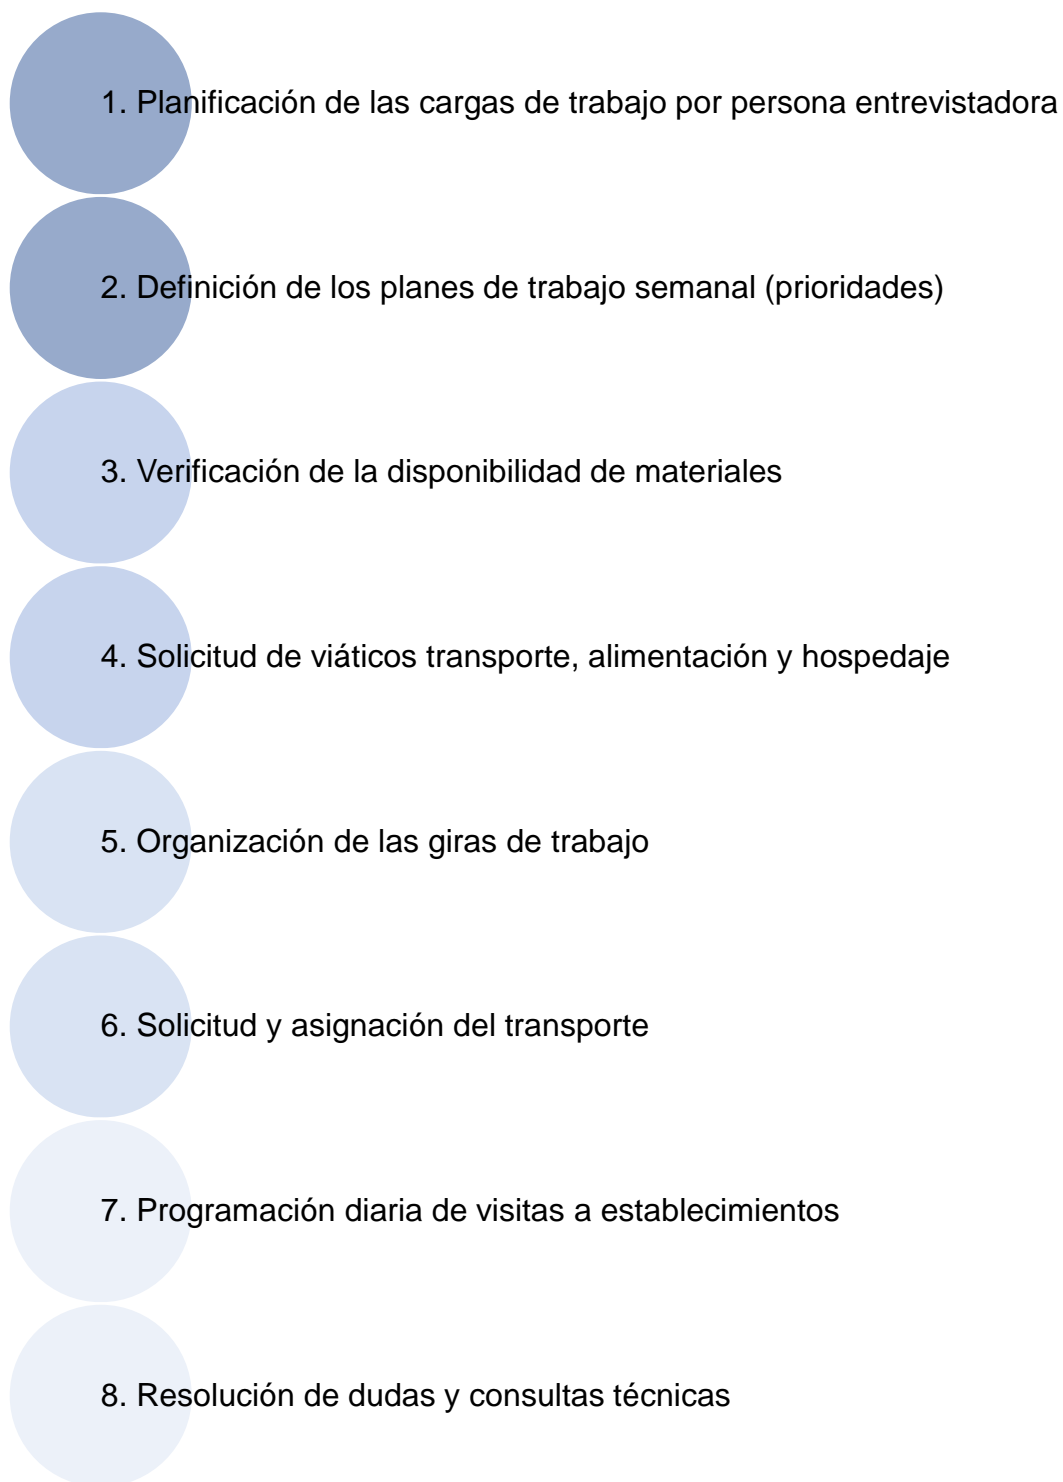 1. Planificación de las cargas de trabajo por persona entrevistadora
2. Definición de los planes de trabajo semanal (prioridades)
3. Verificación de la disponibilidad de materiales
4. Solicitud de viáticos transporte, alimentación y hospedaje
5. Organización de las giras de trabajo
6. Solicitud y asignación del transporte
7. Programación diaria de visitas a establecimientos
8. Resolución de dudas y consultas técnicas